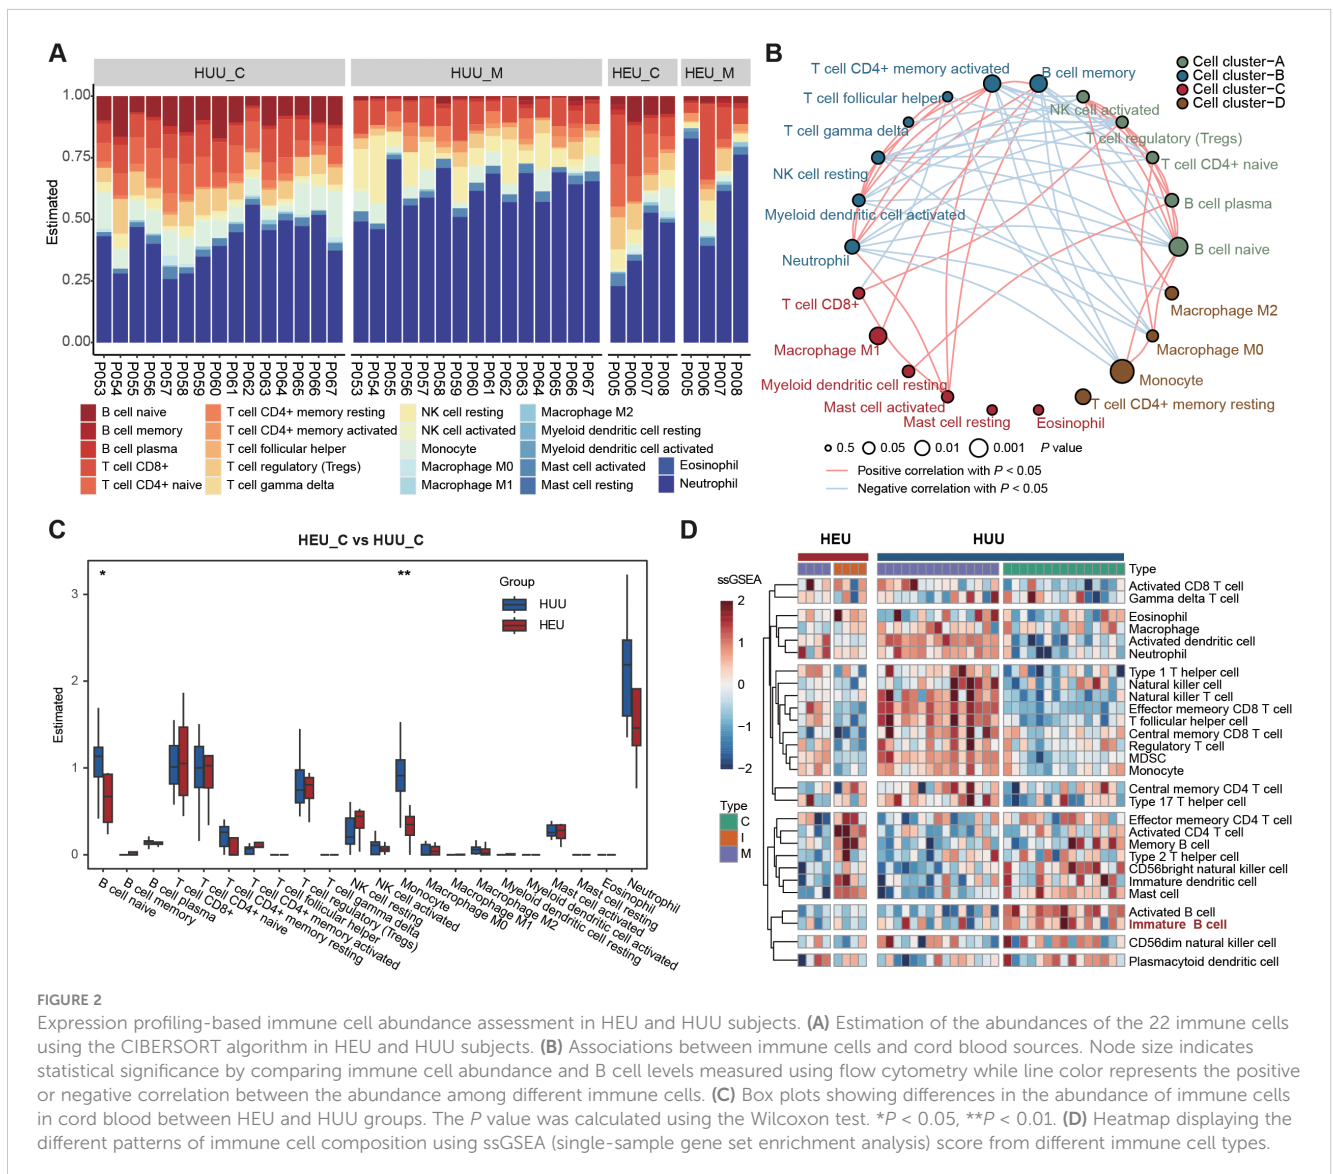 A
HUU_C
HUU_M
HEU_C
HEU_M
Estimated
1.00
0.75
0.50
0.25
0.00
P053
P054
P055
P056
P057
P058
P059
P060
P061
P062
P063
P064
P065
P066
P067
P053
P054
P055
P056
P057
P058
P059
P060
P061
P062
P063
P064
P065
P066
P067
P005
P006
P007
P008
P005
P006
P007
P008
B cell naive
B cell memory
B cell plasma
T cell CD8+
T cell CD4+ naive
T cell CD4+ memory resting
T cell CD4+ memory activated
T cell follicular helper
T cell regulatory (Tregs)
T cell gamma delta
NK cell resting
NK cell activated
Monocyte
Macrophage M0
Macrophage M1
Macrophage M2
Myeloid dendritic cell resting
Myeloid dendritic cell activated
Mast cell activated
Mast cell resting
Eosinophil
Neutrophil
B
T cell CD4+ memory activated
B cell memory
T cell follicular helper
NK cell activated
T cell gamma delta
T cell regulatory (Tregs)
NK cell resting
T cell CD4+ naive
Myeloid dendritic cell activated
B cell plasma
Neutrophil
B cell naive
T cell CD8+
Macrophage M2
Macrophage M1
Macrophage M0
Myeloid dendritic cell resting
Monocyte
Mast cell activated
T cell CD4+ memory resting
Mast cell resting
Eosinophil
Cell cluster−A
Cell cluster−B
Cell cluster−C
Cell cluster−D
0.5 0.05 0.01 0.001 P value
Positive correlation with P < 0.05
Negative correlation with P < 0.05
C
HEU_C vs HUU_C
Estimated
3
2
1
0
*
**
Group
HUU
HEU
B cell naive
B cell memory
B cell plasma
T cell CD8+
T cell CD4+ naive
T cell CD4+ memory resting
T cell CD4+ memory activated
T cell follicular helper
T cell regulatory (Tregs)
T cell gamma delta
NK cell resting
NK cell activated
Monocyte
Macrophage M0
Macrophage M1
Macrophage M2
Myeloid dendritic cell resting
Myeloid dendritic cell activated
Mast cell activated
Mast cell resting
Eosinophil
Neutrophil
D
HEU
HUU
ssGSEA
2
1
0
−1
−2
Type
C
I
M
Type
Activated CD8 T cell
Gamma delta T cell
Eosinophil
Macrophage
Activated dendritic cell
Neutrophil
Type 1 T helper cell
Natural killer cell
Natural killer T cell
Effector memeory CD8 T cell
T follicular helper cell
Central memory CD8 T cell
Regulatory T cell
MDSC
Monocyte
Central memory CD4 T cell
Type 17 T helper cell
Effector memeory CD4 T cell
Activated CD4 T cell
Memory B cell
Type 2 T helper cell
CD56bright natural killer cell
Immature dendritic cell
Mast cell
Activated B cell
Immature B cell
CD56dim natural killer cell
Plasmacytoid dendritic cell
FIGURE 2
Expression profiling-based immune cell abundance assessment in HEU and HUU subjects. (A) Estimation of the abundances of the 22 immune cells
using the CIBERSORT algorithm in HEU and HUU subjects. (B) Associations between immune cells and cord blood sources. Node size indicates
statistical significance by comparing immune cell abundance and B cell levels measured using flow cytometry while line color represents the positive
or negative correlation between the abundance among different immune cells. (C) Box plots showing differences in the abundance of immune cells
in cord blood between HEU and HUU groups. The P value was calculated using the Wilcoxon test. *P < 0.05, **P < 0.01. (D) Heatmap displaying the
different patterns of immune cell composition using ssGSEA (single-sample gene set enrichment analysis) score from different immune cell types.